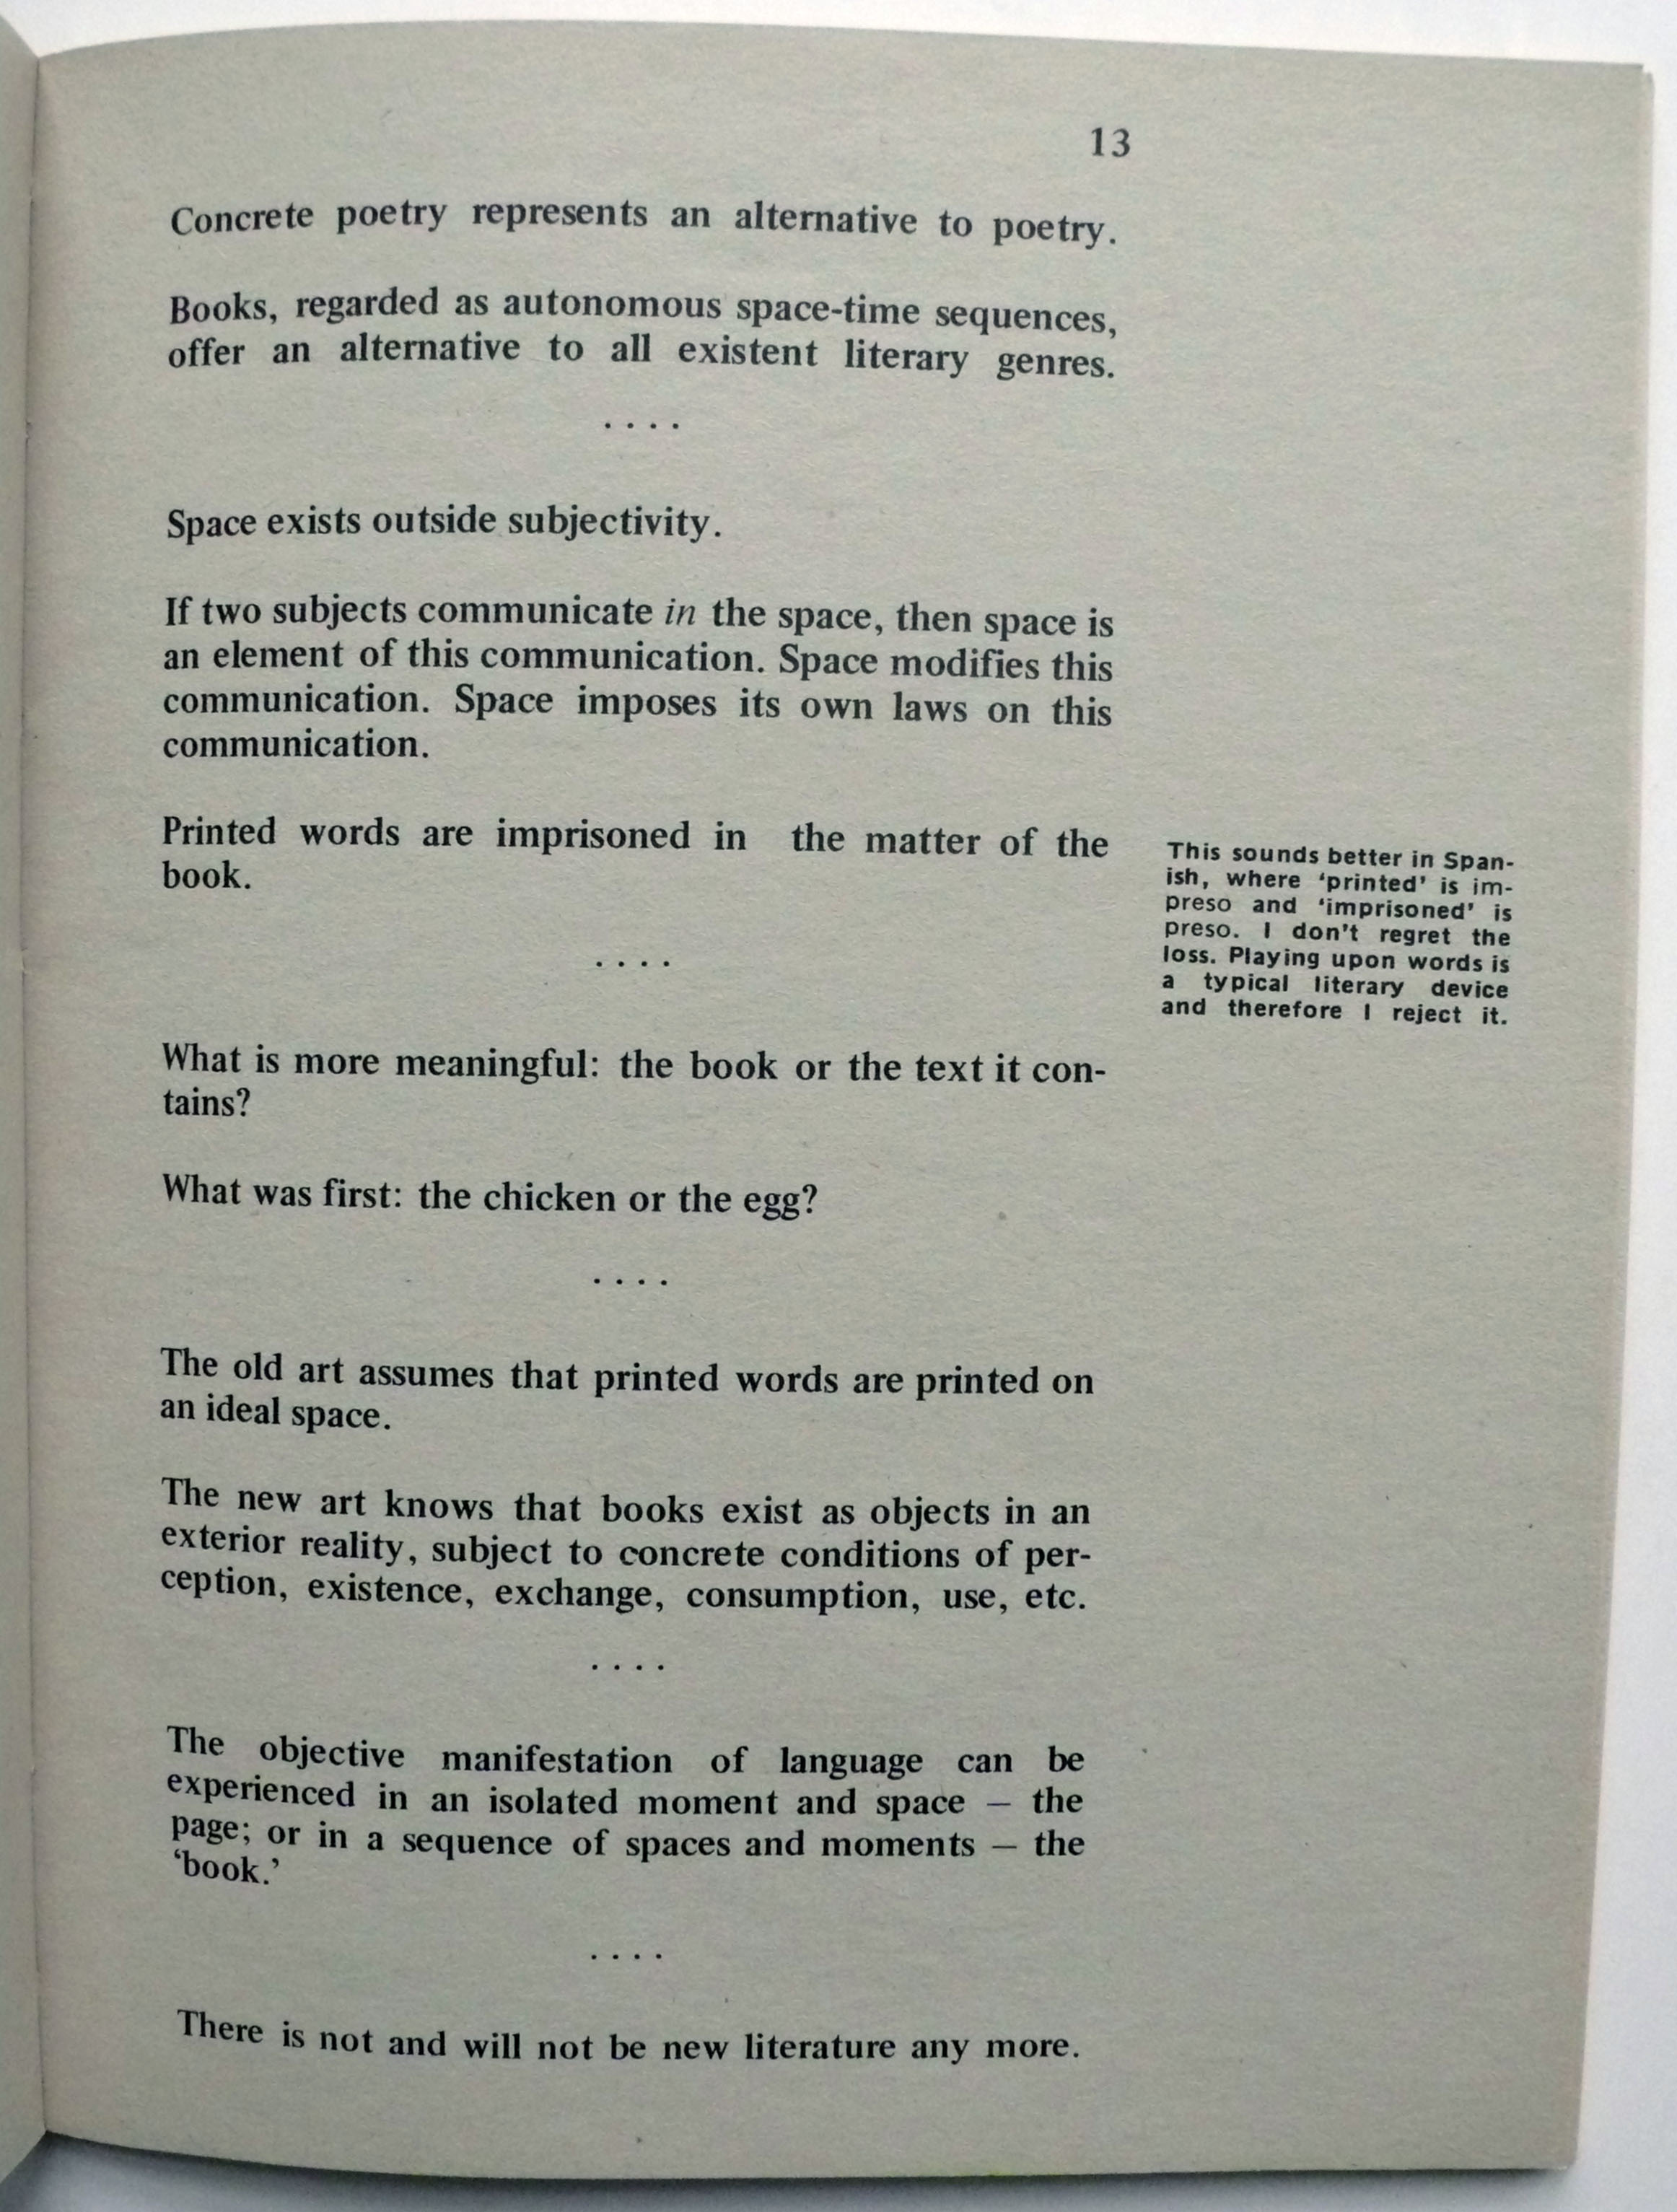 13
Concrete poetry represents an alternative to poetry.
Books, regarded as autonomous space-time sequences,
offer an alternative to all existent literary genres.
. . . .
Space exists outside subjectivity.
If two subjects communicate in the space, then space is
an element of this communication. Space modifies this
communication. Space imposes its own laws on this
communication.
Printed words are imprisoned in the matter of the
book.
This sounds better in Span-
ish, where ‘printed’ is im-
preso and ‘imprisoned’ is
preso. I don't regret the
loss. Playing upon words is
a typical literary device
and therefore I reject it.
. . . .
What is more meaningful: the book or the text it con-
tains?
What was first: the chicken or the egg?
. . . .
The old art assumes that printed words are printed on
an ideal space.
The new art knows that books exist as objects in an
exterior reality, subject to concrete conditions of per-
ception, existence, exchange, consumption, use, etc.
. . . .
The objective manifestation of language can be
experienced in an isolated moment and space — the
page; or in a sequence of spaces and moments — the
‘book.’
. . . .
There is not and will not be new literature any more.